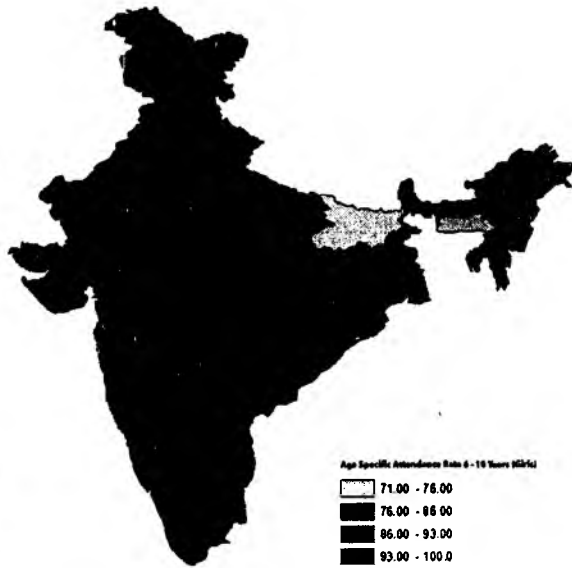 Age Specific Attendance Rate 6 - 10 Years (Girls)
71.00 - 76.00
76.00 - 86.00
86.00 - 93.00
93.00 - 100.0